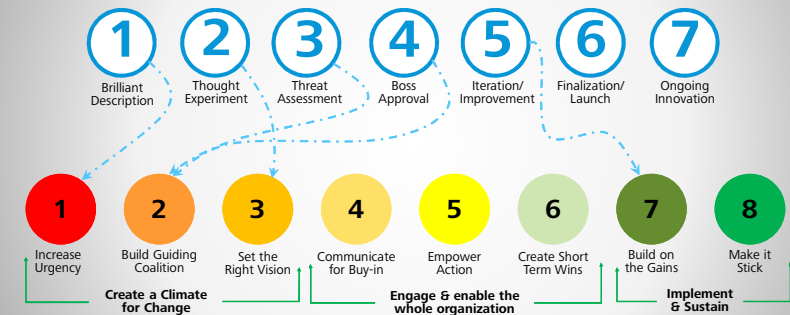 1 2 3 4 5 6 7
Brilliant
Description
Thought
Experiment
Threat
Assessment
Boss
Approval
Iteration/
Improvement
Finalization/
Launch
Ongoing
Innovation
1 2 3 4 5 6 7 8
Increase
Urgency
Build Guiding
Coalition
Set the
Right Vision
Communicate
for Buy-in
Empower
Action
Create Short
Term Wins
Build on
the Gains
Make it
Stick
Create a Climate
for Change
Engage & enable the
whole organization
Implement
& Sustain